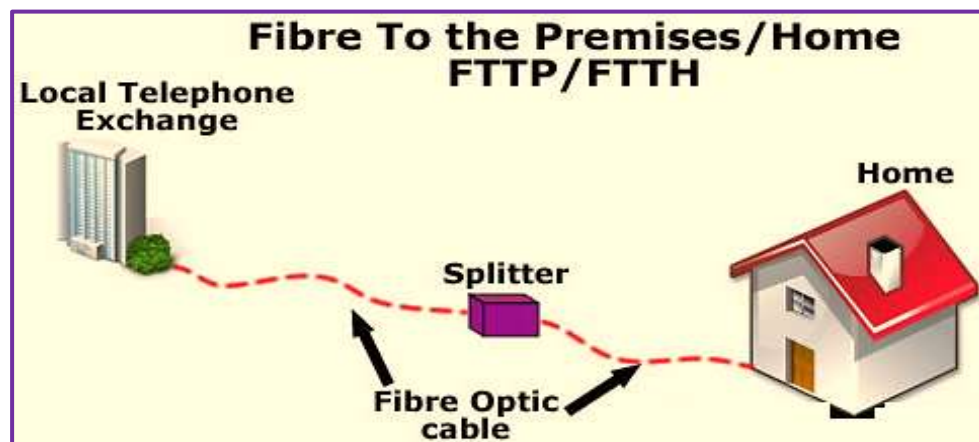 Fibre To the Premises/Home
FTTP/FTTH
Local Telephone
Exchange
Home
Splitter
Fibre Optic
cable